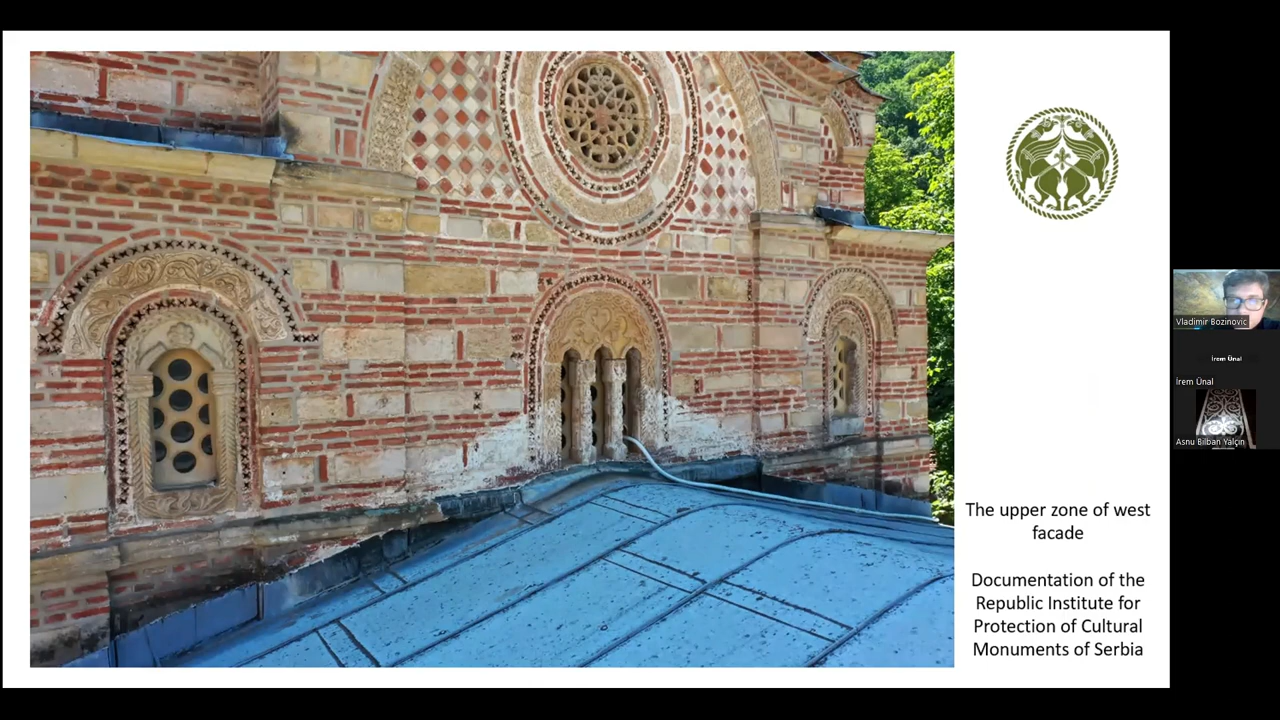 The upper zone of west
facade
Documentation of the
Republic Institute for
Protection of Cultural
Monuments of Serbia
Vladimir Bozinovic
İrem Ünal
İrem Ünal
Asnu Bilban Yalçın